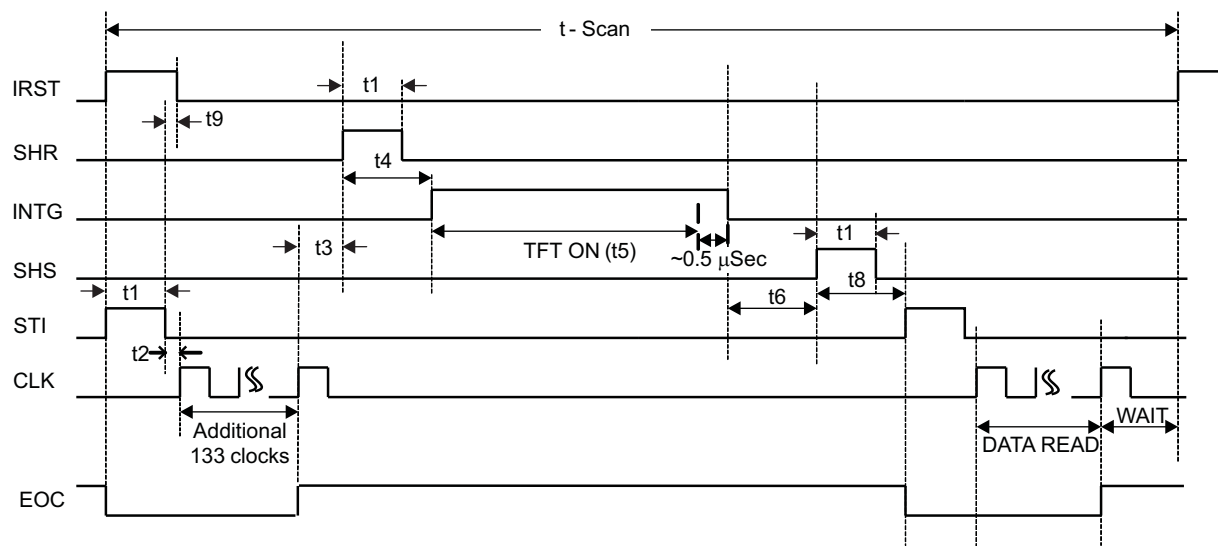 t - Scan
IRST
t1
t9
SHR
t4
INTG
t3
TFT ON (t5)
~0.5 μSec
t1
SHS
t1
t6
t8
STI
t2
CLK
Additional
133 clocks
DATA READ
WAIT
EOC